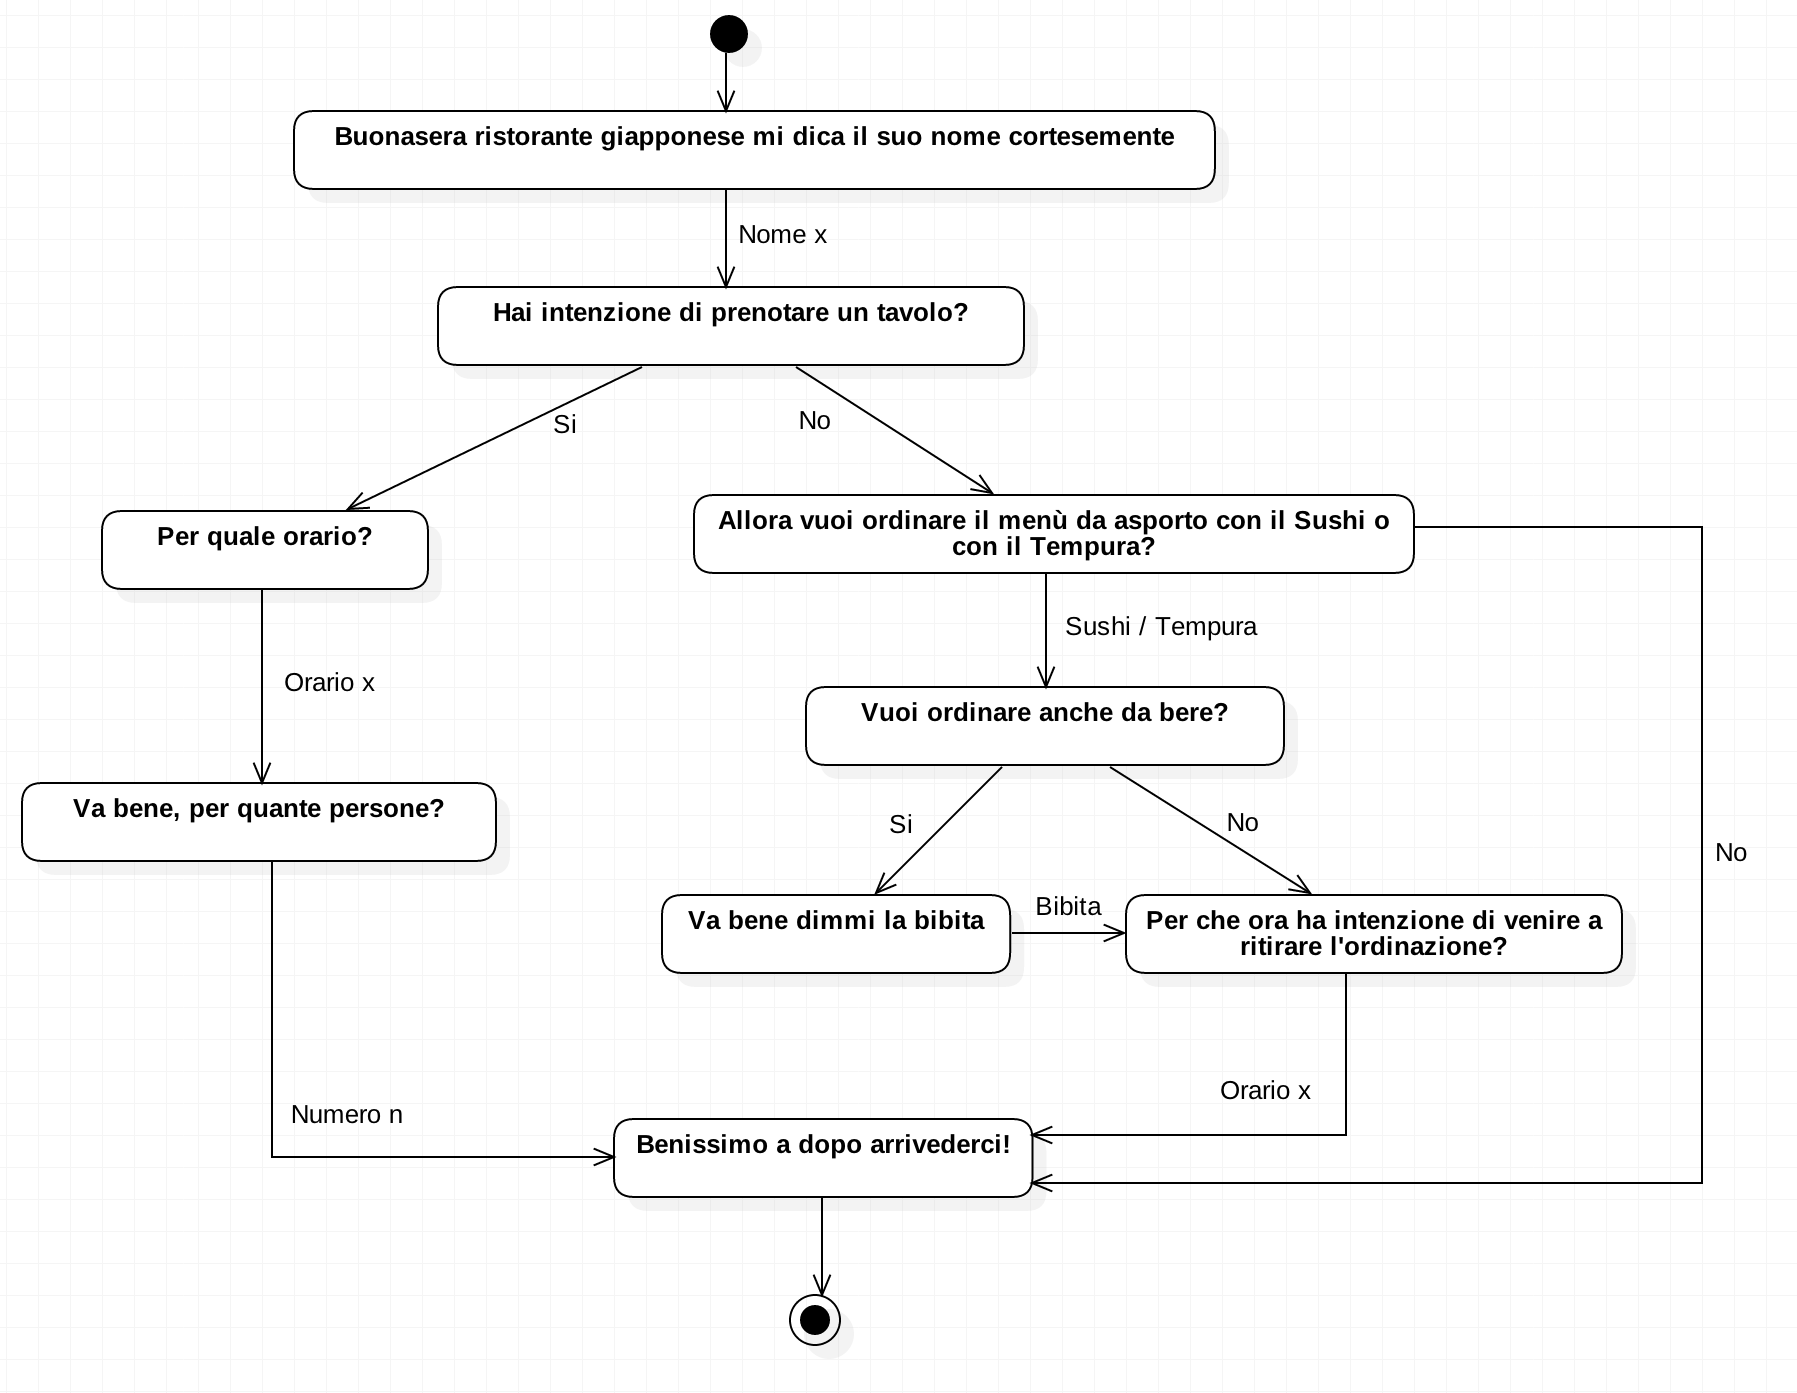 Buonasera ristorante giapponese mi dica il suo nome cortesemente
Nome x
Hai intenzione di prenotare un tavolo?
Si
No
Per quale orario?
Allora vuoi ordinare il menù da asporto con il Sushi o
con il Tempura?
Sushi / Tempura
Orario x
Vuoi ordinare anche da bere?
Va bene, per quante persone?
Si
No
No
Va bene dimmi la bibita
Bibita
Per che ora ha intenzione di venire a
ritirare l'ordinazione?
Orario x
Numero n
Benissimo a dopo arrivederci!